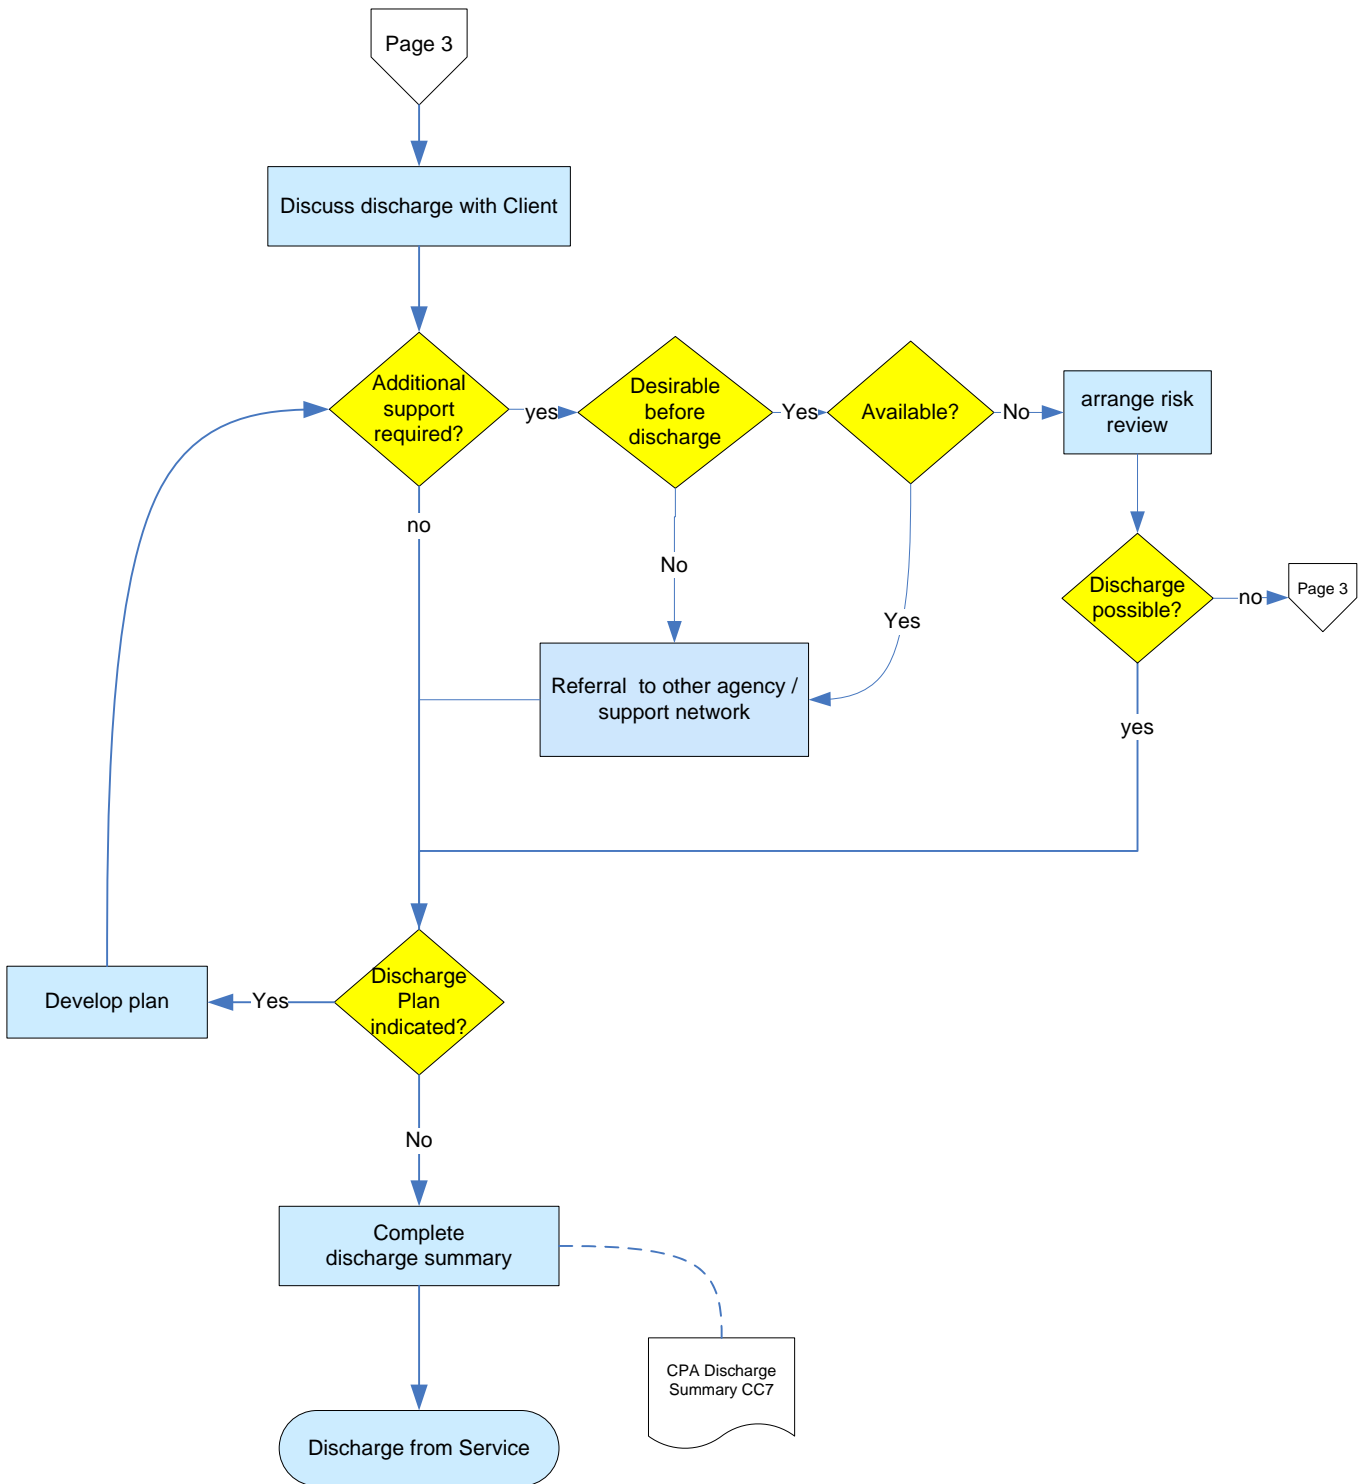 Page 3
Discuss discharge with Client
Additional
support
required?
yes
Desirable
before
discharge
Yes
Available?
No
arrange risk
review
no
No
Yes
Discharge
possible?
no
Page 3
Referral  to other agency /
support network
yes
Discharge
Plan
indicated?
Yes
Develop plan
No
Complete
discharge summary
CPA Discharge
Summary CC7
Discharge from Service